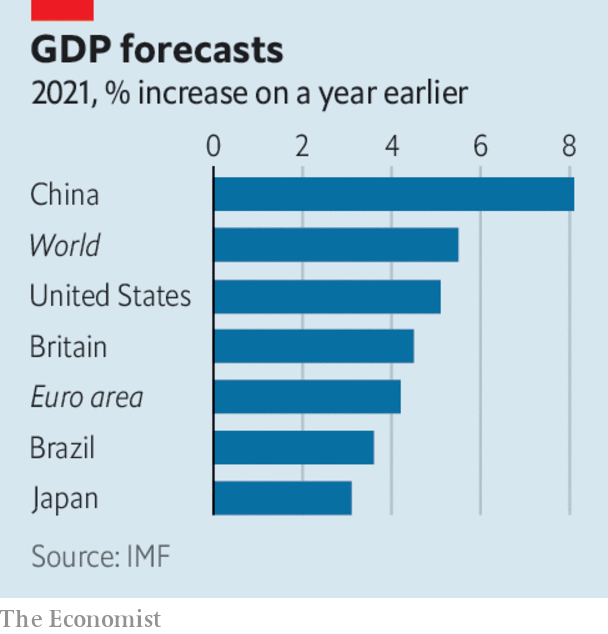 GDP forecasts
2021, % increase on a year earlier
0 2 4 6 8
China
World
United States
Britain
Euro area
Brazil
Japan
Source: IMF
The Economist